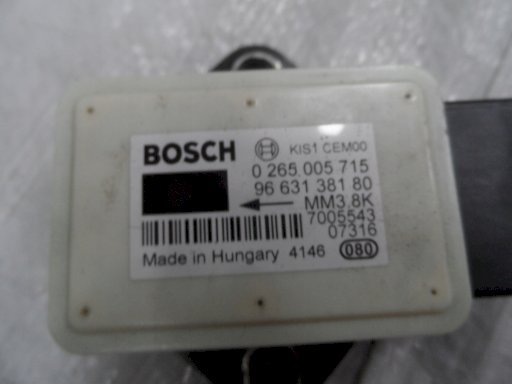 BOSCH KIS1 CEM00
0 265 005 715
96 631 381 80
MM3.8K
7005543
07316
Made in Hungary 4146 080